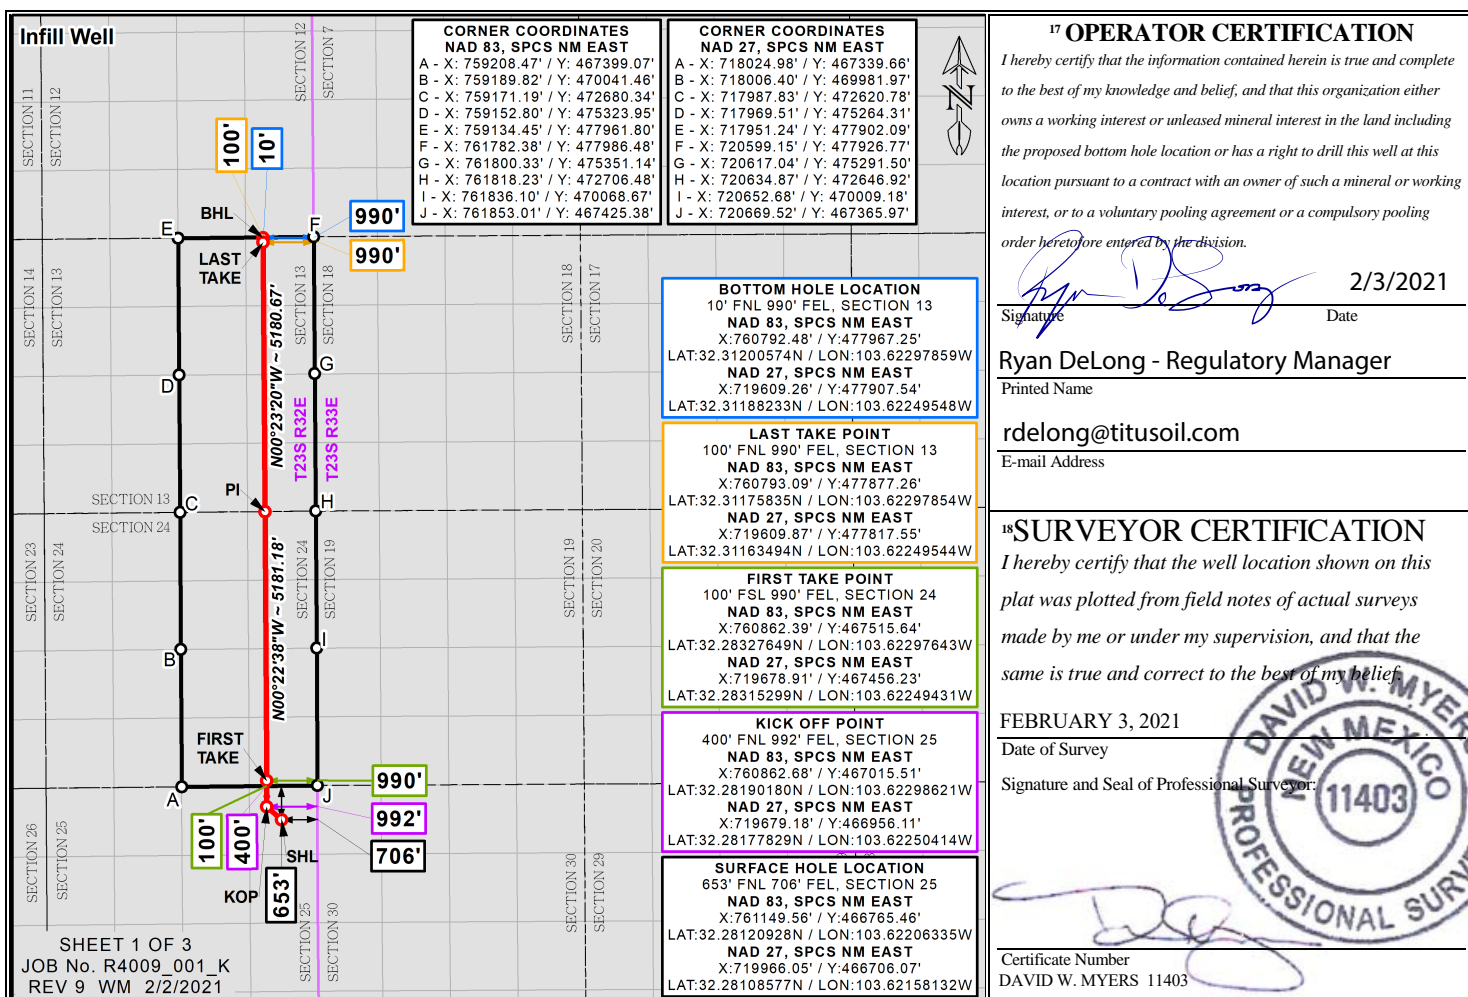 Infill Well
SECTION 12
SECTION 7
SECTION 11
SECTION 12
CORNER COORDINATES
NAD 83, SPCS NM EAST
A - X: 759208.47' / Y: 467399.07'
B - X: 759189.82' / Y: 470041.46'
C - X: 759171.19' / Y: 472680.34'
D - X: 759152.80' / Y: 475323.95'
E - X: 759134.45' / Y: 477961.80'
F - X: 761782.38' / Y: 477986.48'
G - X: 761800.33' / Y: 475351.14'
H - X: 761818.23' / Y: 472706.48'
I - X: 761836.10' / Y: 470068.67'
J - X: 761853.01' / Y: 467425.38'
CORNER COORDINATES
NAD 27, SPCS NM EAST
A - X: 718024.98' / Y: 467339.66'
B - X: 718006.40' / Y: 469981.97'
C - X: 717987.83' / Y: 472620.78'
D - X: 717969.51' / Y: 475264.31'
E - X: 717951.24' / Y: 477902.09'
F - X: 720599.15' / Y: 477926.77'
G - X: 720617.04' / Y: 475291.50'
H - X: 720634.87' / Y: 472646.92'
I - X: 720652.68' / Y: 470009.18'
J - X: 720669.52' / Y: 467365.97'
N
100'
10'
BHL
990'
E
F
LAST
TAKE
990'
SECTION 14
SECTION 13
SECTION 13
SECTION 18
SECTION 18
SECTION 17
N00°23'20"W ~ 5180.67'
D
G
T23S R32E
T23S R33E
PI
SECTION 13
C
H
SECTION 24
SECTION 23
SECTION 24
SECTION 24
SECTION 19
SECTION 19
SECTION 20
N00°22'38"W ~ 5181.18'
B
I
FIRST
TAKE
990'
A
J
100'
400'
992'
SHL
706'
KOP
653'
SECTION 26
SECTION 25
SECTION 25
SECTION 30
SECTION 30
SECTION 29
SHEET 1 OF 3
JOB No. R4009_001_K
REV 9 WM 2/2/2021
BOTTOM HOLE LOCATION
10' FNL 990' FEL, SECTION 13
NAD 83, SPCS NM EAST
X:760792.48' / Y:477967.25'
LAT:32.31200574N / LON:103.62297859W
NAD 27, SPCS NM EAST
X:719609.26' / Y:477907.54'
LAT:32.31188233N / LON:103.62249548W
LAST TAKE POINT
100' FNL 990' FEL, SECTION 13
NAD 83, SPCS NM EAST
X:760793.09' / Y:477877.26'
LAT:32.31175835N / LON:103.62297854W
NAD 27, SPCS NM EAST
X:719609.87' / Y:477817.55'
LAT:32.31163494N / LON:103.62249544W
FIRST TAKE POINT
100' FSL 990' FEL, SECTION 24
NAD 83, SPCS NM EAST
X:760862.39' / Y:467515.64'
LAT:32.28327649N / LON:103.62297643W
NAD 27, SPCS NM EAST
X:719678.91' / Y:467456.23'
LAT:32.28315299N / LON:103.62249431W
KICK OFF POINT
400' FNL 992' FEL, SECTION 25
NAD 83, SPCS NM EAST
X:760862.68' / Y:467015.51'
LAT:32.28190180N / LON:103.62298621W
NAD 27, SPCS NM EAST
X:719679.18' / Y:466956.11'
LAT:32.28177829N / LON:103.62250414W
SURFACE HOLE LOCATION
653' FNL 706' FEL, SECTION 25
NAD 83, SPCS NM EAST
X:761149.56' / Y:466765.46'
LAT:32.28120928N / LON:103.62206335W
NAD 27, SPCS NM EAST
X:719966.05' / Y:466706.07'
LAT:32.28108577N / LON:103.62158132W
17 OPERATOR CERTIFICATION
I hereby certify that the information contained herein is true and complete
to the best of my knowledge and belief, and that this organization either
owns a working interest or unleased mineral interest in the land including
the proposed bottom hole location or has a right to drill this well at this
location pursuant to a contract with an owner of such a mineral or working
interest, or to a voluntary pooling agreement or a compulsory pooling
order heretofore entered by the division.
2/3/2021
Signature Date
Ryan DeLong - Regulatory Manager
Printed Name
rdelong@titusoil.com
E-mail Address
18 SURVEYOR CERTIFICATION
I hereby certify that the well location shown on this
plat was plotted from field notes of actual surveys
made by me or under my supervision, and that the
same is true and correct to the best of my belief.
FEBRUARY 3, 2021
Date of Survey
Signature and Seal of Professional Surveyor:
DAVID W. MYERS
NEW MEXICO
11403
PROFESSIONAL
Certificate Number
DAVID W. MYERS 11403